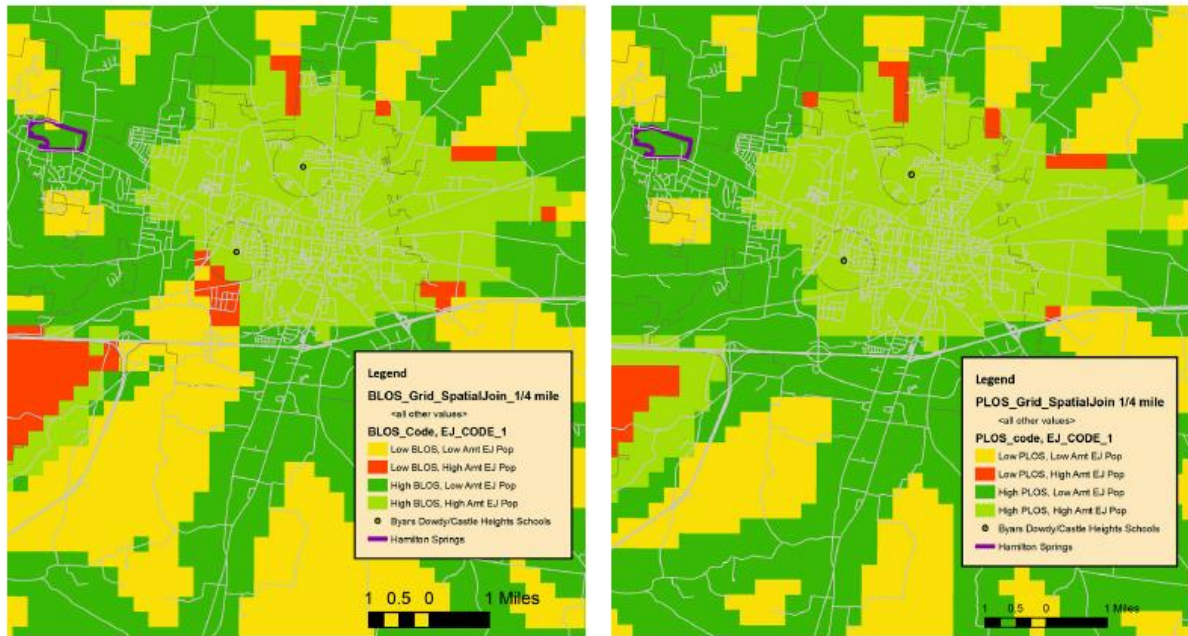 Legend
BLOS_Grid_SpatialJoin_1/4 mile
<all other values>
BLOS_Code, EJ_CODE_1
Low BLOS, Low Amt EJ Pop
Low BLOS, High Amt EJ Pop
High BLOS, Low Amt EJ Pop
High BLOS, High Amt EJ Pop
Byars Dowdy/Castle Heights Schools
Hamilton Springs
1 0.5 0 1 Miles
Legend
PLOS_Grid_SpatialJoin 1/4 mile
<all other values>
PLOS_code, EJ_CODE_1
Low PLOS, Low Amt EJ Pop
Low PLOS, High Amt EJ Pop
High PLOS, Low Amt EJ Pop
High PLOS, High Amt EJ Pop
Byars Dowdy/Castle Heights Schools
Hamilton Springs
1 0.5 0 1 Miles